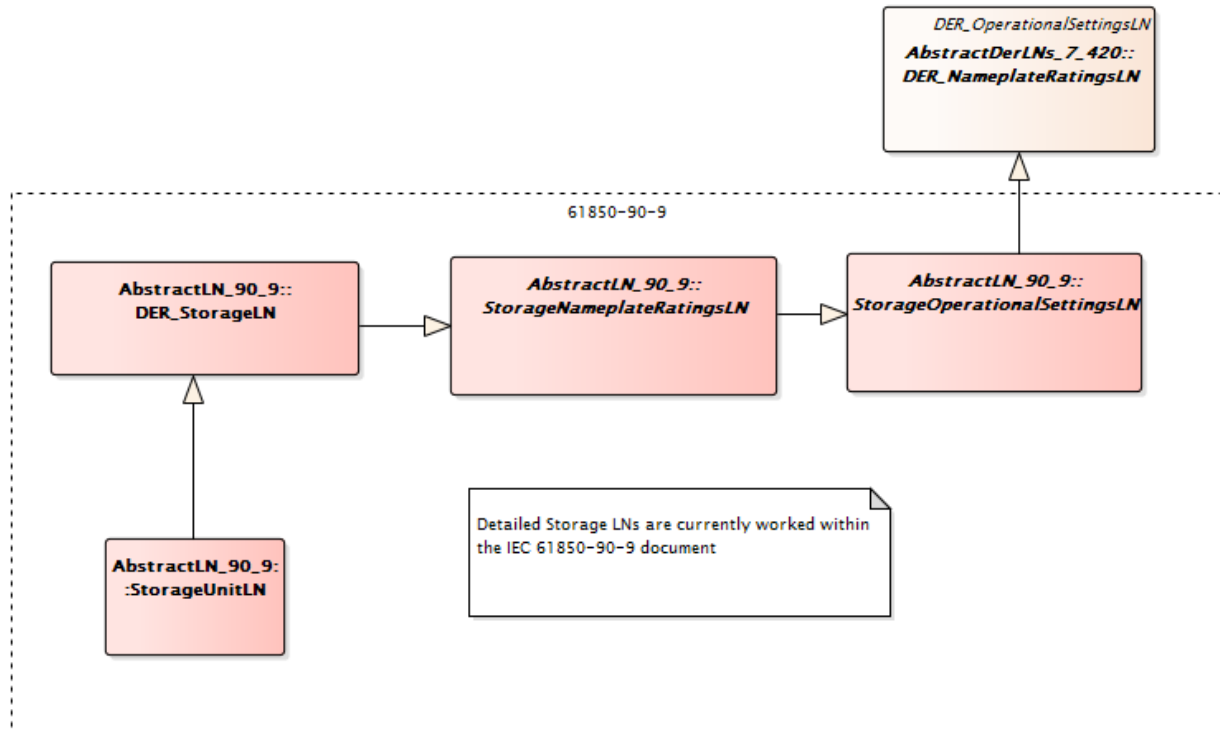 DER_OperationalSettingsLN
AbstractDerLNs_7_420::
DER_NameplateRatingsLN
61850-90-9
AbstractLN_90_9::
DER_StorageLN
AbstractLN_90_9::
StorageNameplateRatingsLN
AbstractLN_90_9::
StorageOperationalSettingsLN
Detailed Storage LNs are currently worked within
the IEC 61850-90-9 document
AbstractLN_90_9:
:StorageUnitLN